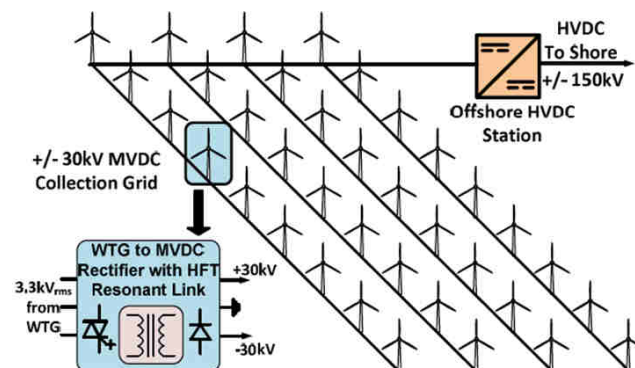 HVDC
To Shore
+/- 150kV
Offshore HVDC
Station
+/- 30kV MVDC
Collection Grid
WTG to MVDC
Rectifier with HFT
Resonant Link
3.3kVrms
from
WTG
+30kV
-30kV